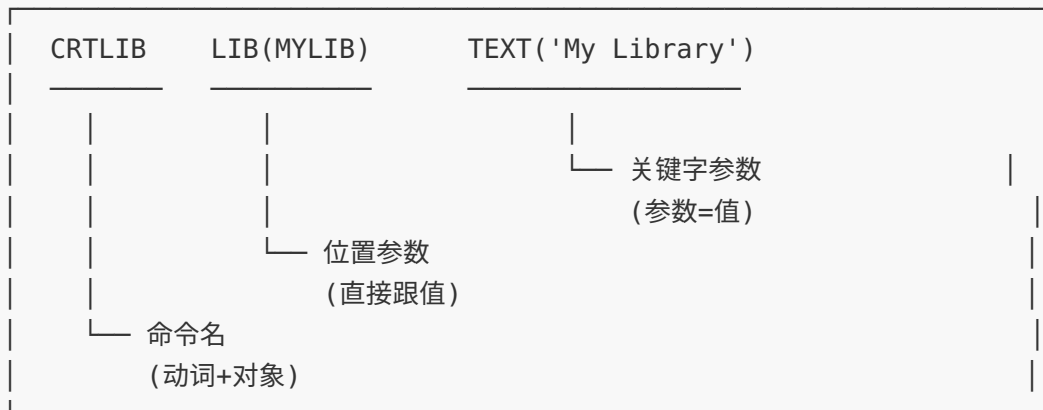 CRTLIB LIB(MYLIB) TEXT('My Library')
关键字参数
(参数=值)
位置参数
(直接跟值)
命令名
(动词+对象)